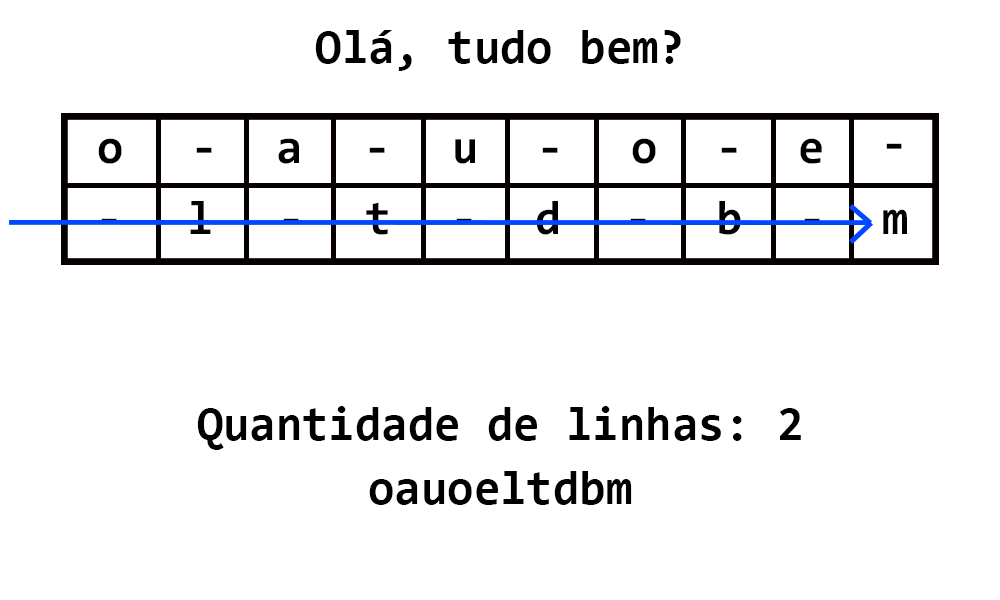 Olá, tudo bem?
o - a - u - o - e -
- l - t - d - b - m
Quantidade de linhas: 2
oauoeltdbm